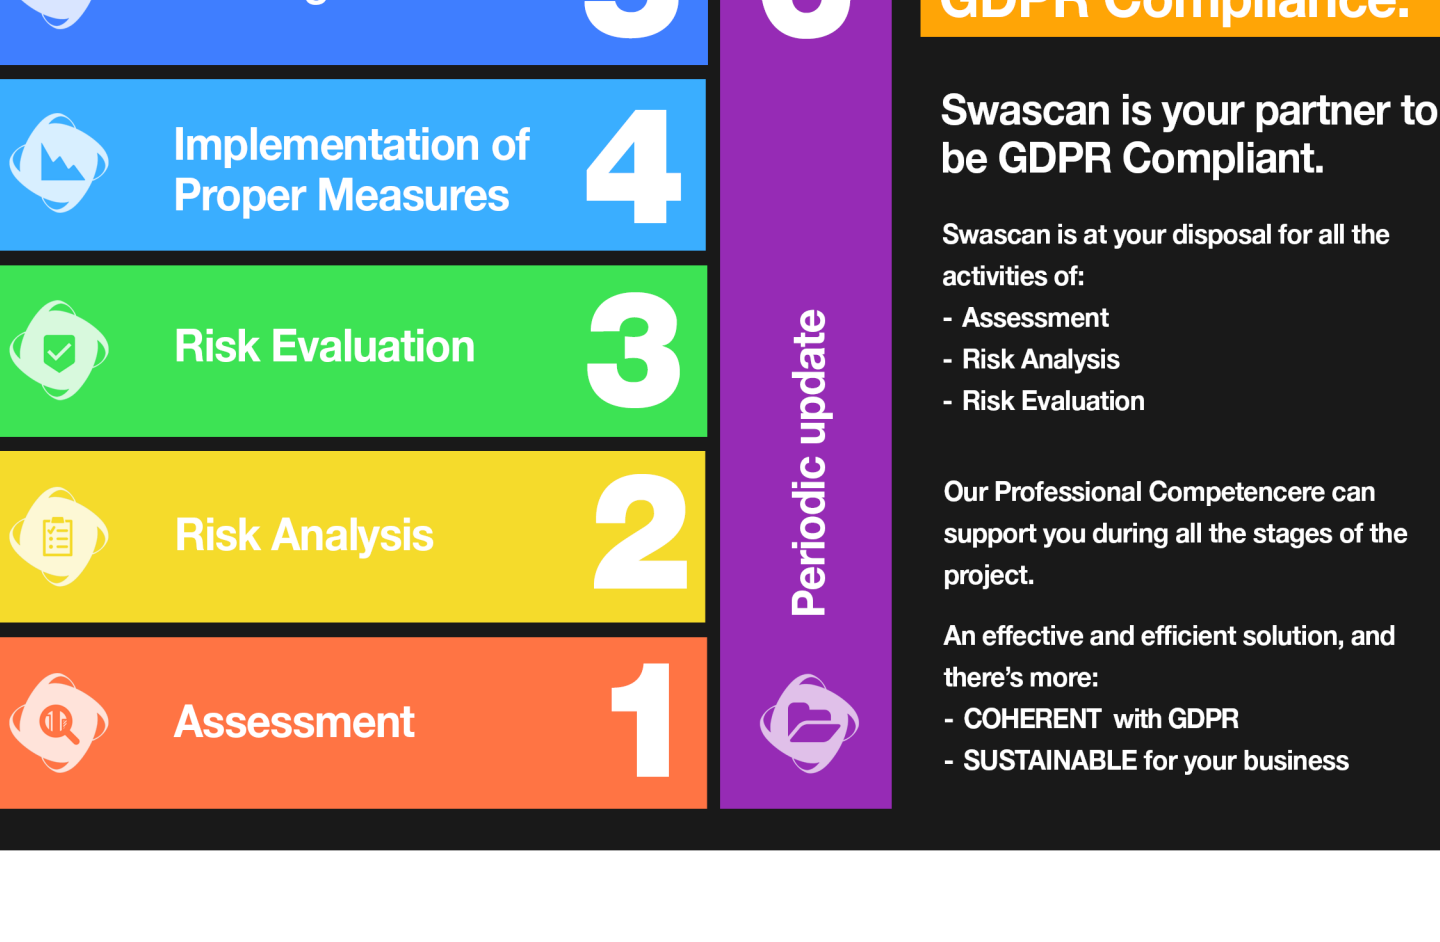 GDPR Compliance.
Implementation of
Proper Measures
4
Risk Evaluation
3
Risk Analysis
2
Assessment
1
Periodic update
Swascan is your partner to
be GDPR Compliant.
Swascan is at your disposal for all the
activities of:
- Assessment
- Risk Analysis
- Risk Evaluation
Our Professional Competencere can
support you during all the stages of the
project.
An effective and efficient solution, and
there's more:
- COHERENT with GDPR
- SUSTAINABLE for your business